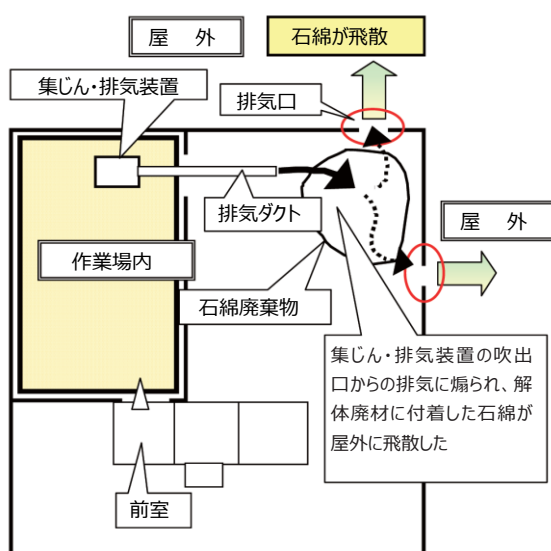 屋　外
石綿が飛散
集じん・排気装置
排気口
排気ダクト
屋　外
作業場内
石綿廃棄物
集じん・排気装置の吹出
口からの排気に煽られ、解
体廃材に付着した石綿が
屋外に飛散した
前室